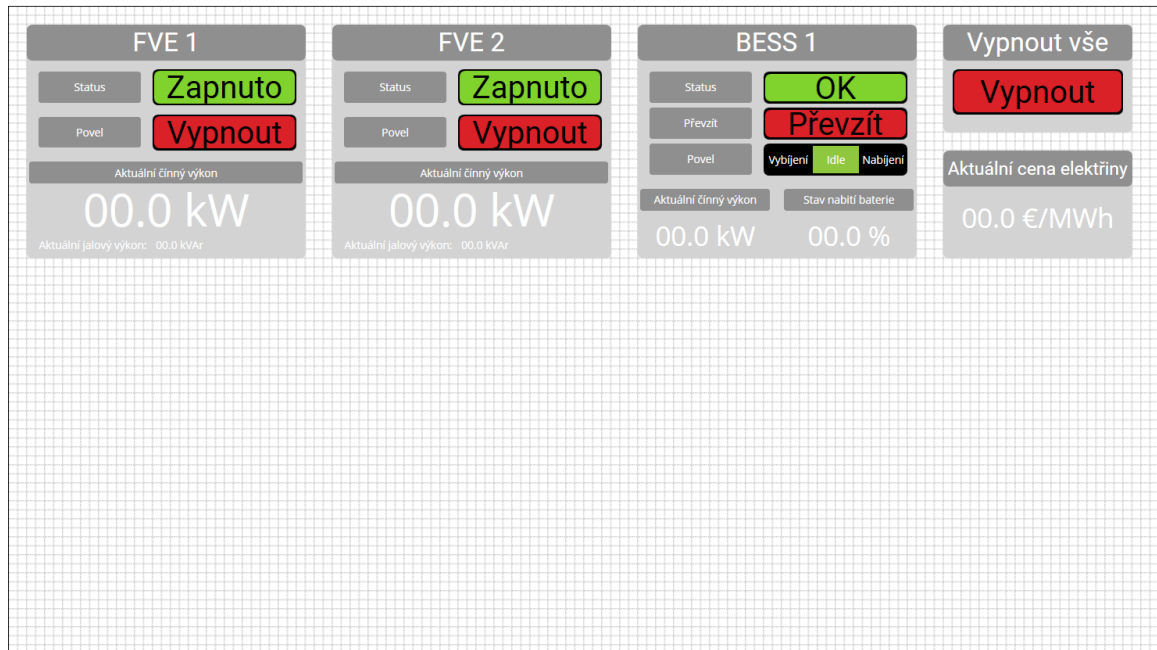 FVE 1
Status
Zapnuto
Povel
Vypnout
Aktuální činný výkon
00.0 kW
Aktuální jalový výkon: 00.0 kVAr
FVE 2
Status
Zapnuto
Povel
Vypnout
Aktuální činný výkon
00.0 kW
Aktuální jalový výkon: 00.0 kVAr
BESS 1
Status
OK
Převzít
Převzít
Povel
Vybíjení Idle Nabíjení
Aktuální činný výkon
00.0 kW
Stav nabití baterie
00.0 %
Vypnout vše
Vypnout
Aktuální cena elektřiny
00.0 €/MWh